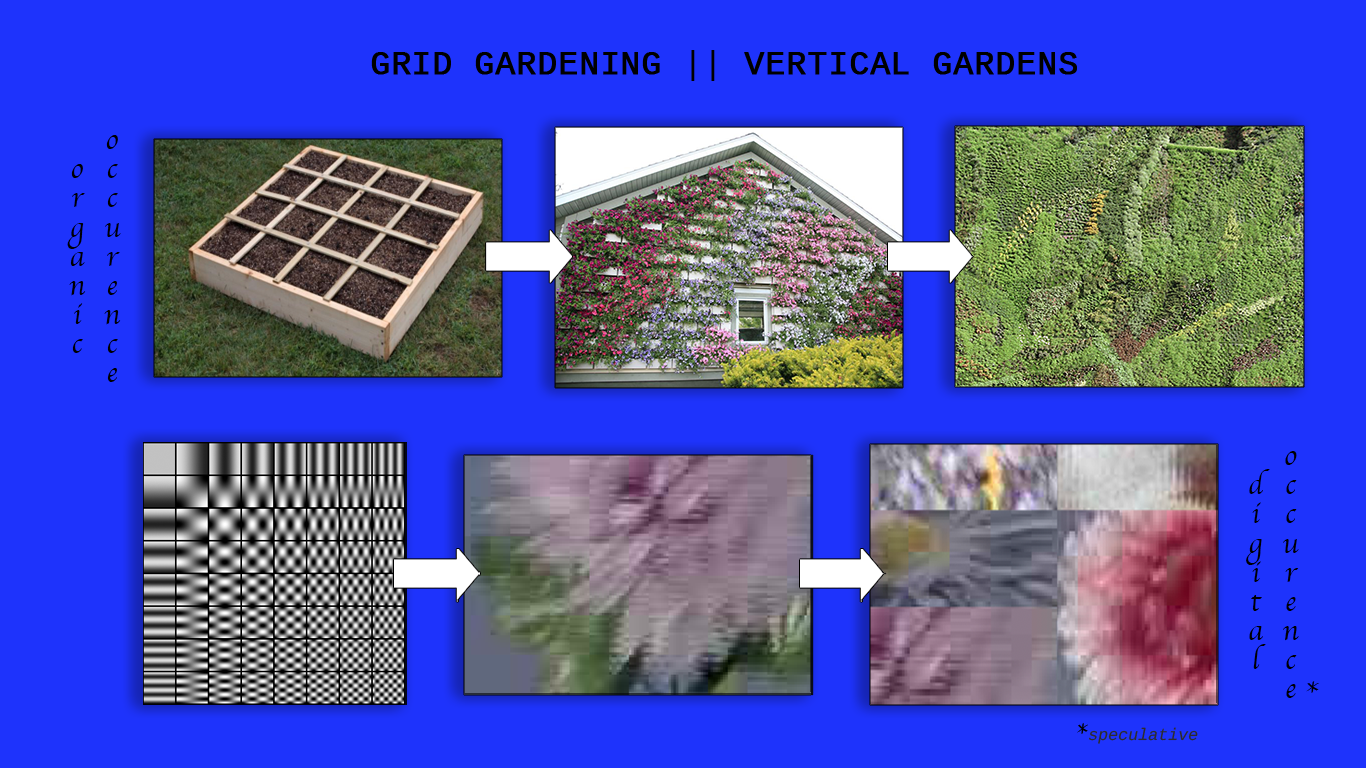 GRID GARDENING || VERTICAL GARDENS
organic
occurence
digital
occurence*
*speculative